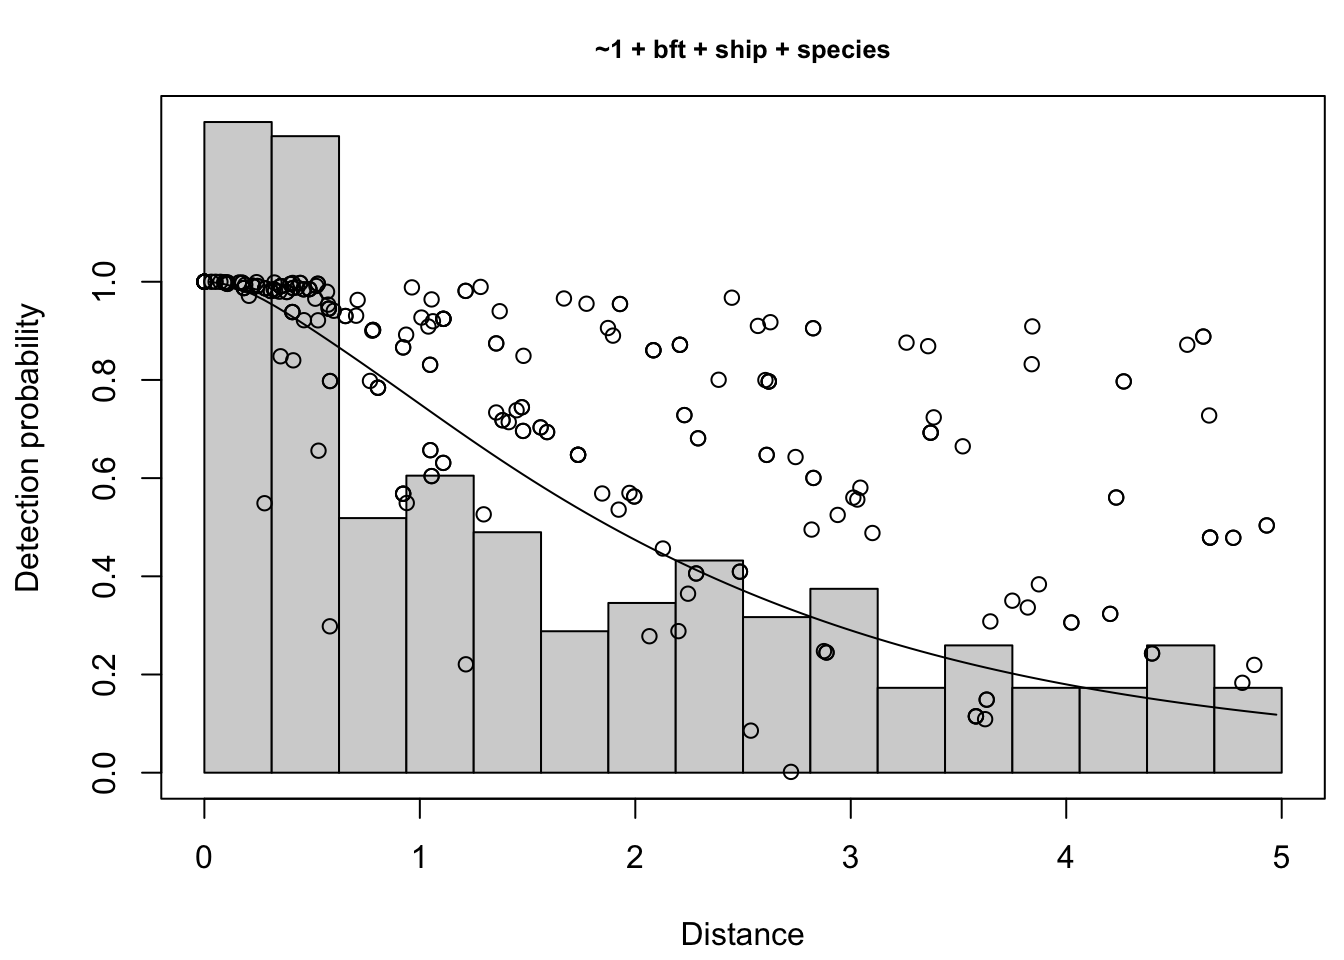 ~1 + bft + ship + species
Detection probability
1.0
0.8
0.6
0.4
0.2
0.0
0 1 2 3 4 5
Distance